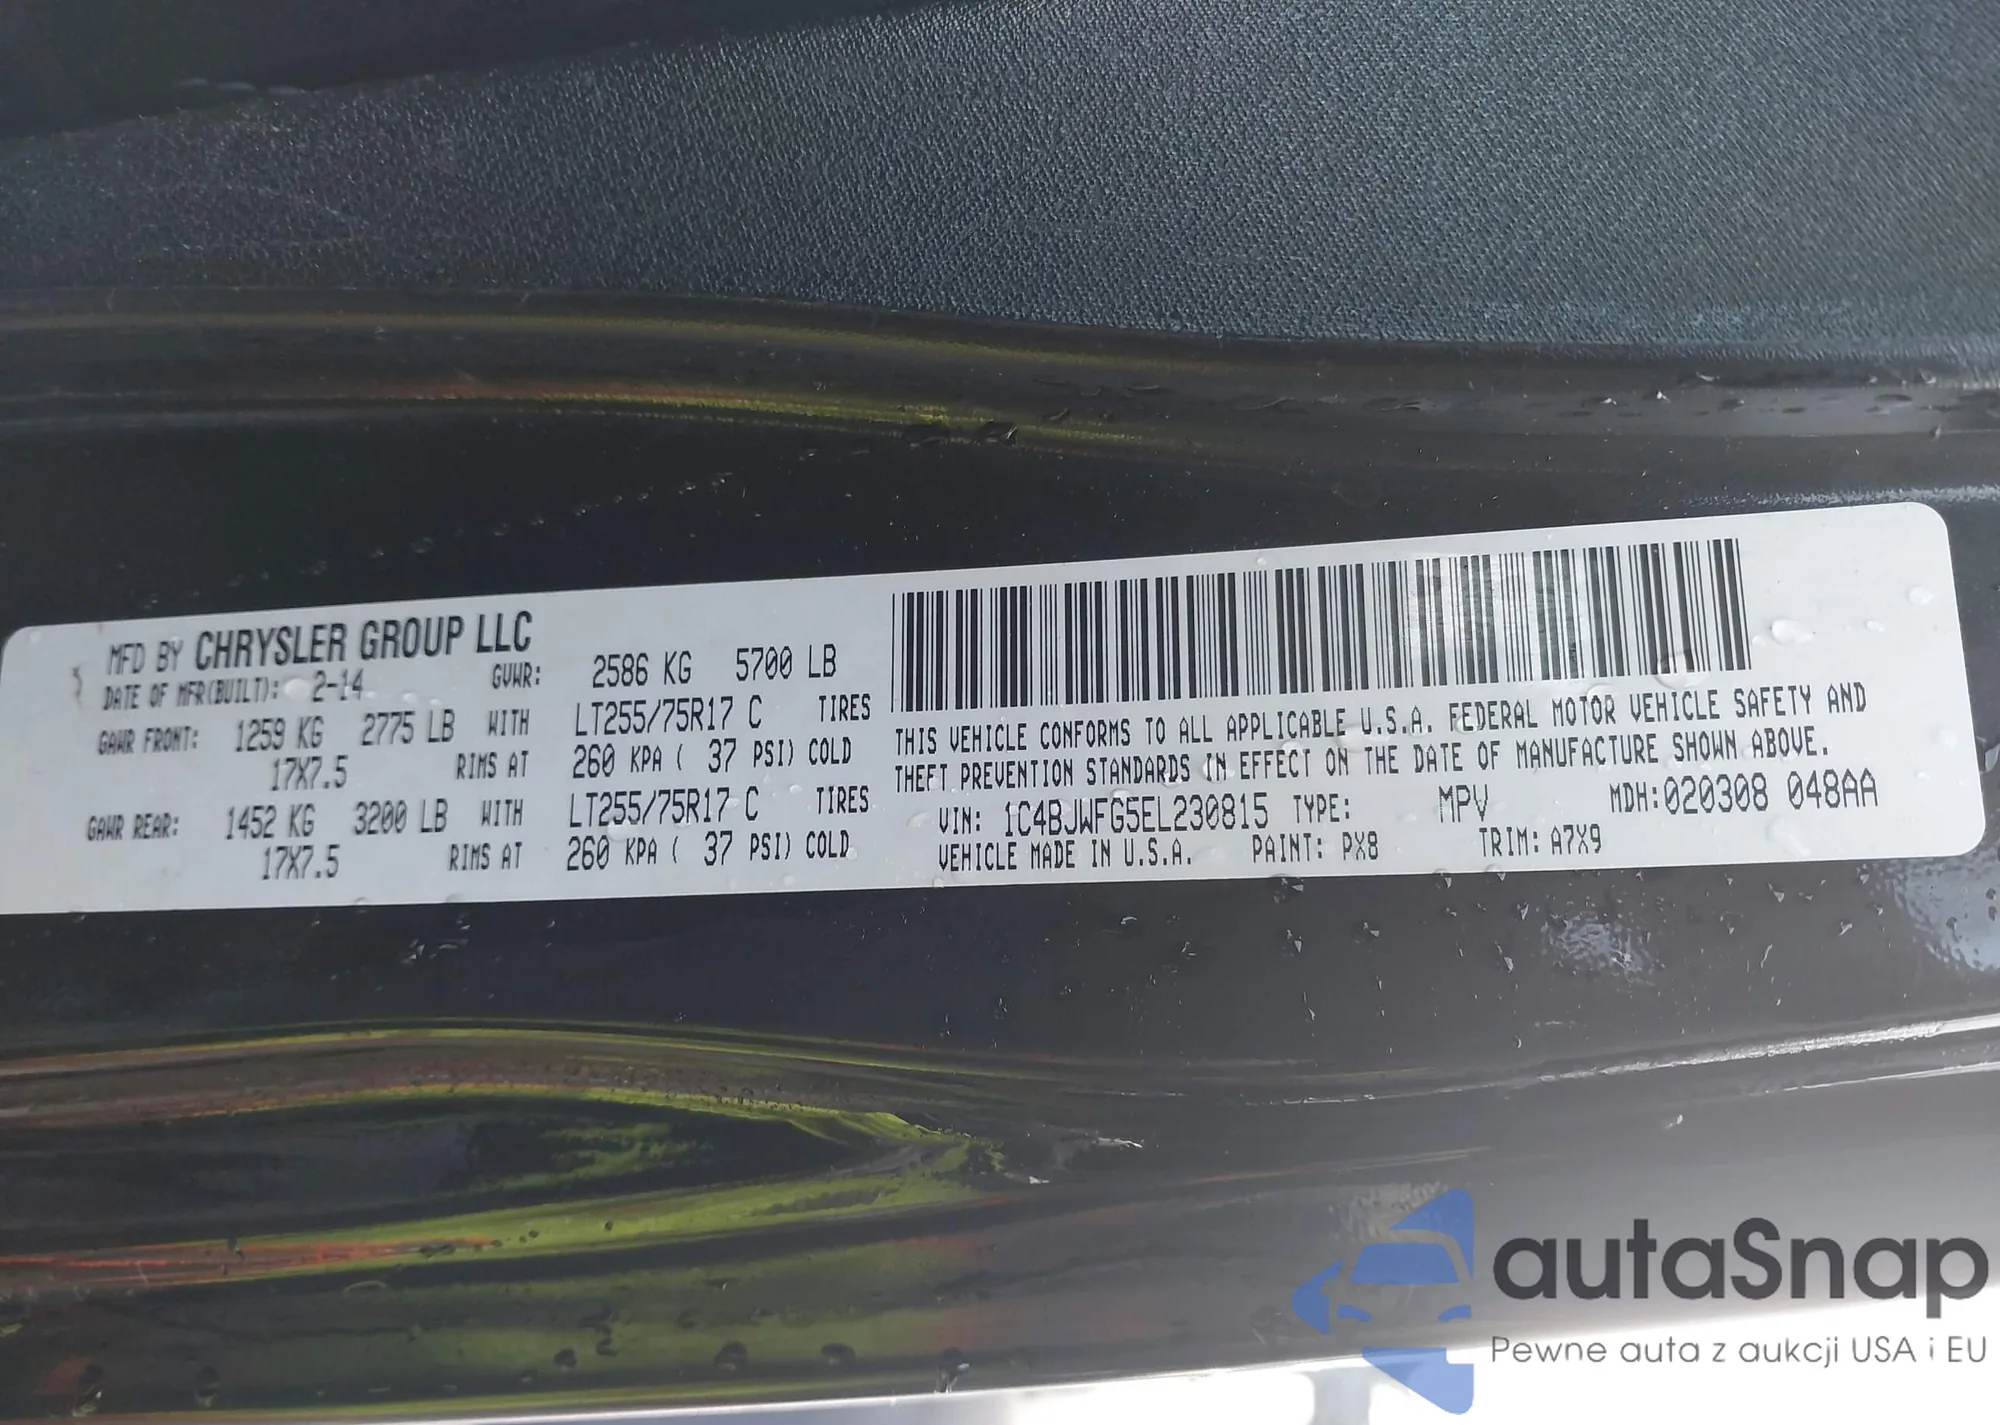 MFD BY CHRYSLER GROUP LLC
DATE OF MFR(BUILT): 2-14 GVWR: 2586 KG 5700 LB
GAWR FRONT: 1259 KG 2775 LB WITH LT255/75R17 C TIRES
17X7.5 RIMS AT 260 KPA ( 37 PSI) COLD
GAWR REAR: 1452 KG 3200 LB WITH LT255/75R17 C TIRES
17X7.5 RIMS AT 260 KPA ( 37 PSI) COLD
THIS VEHICLE CONFORMS TO ALL APPLICABLE U.S.A. FEDERAL MOTOR VEHICLE SAFETY AND
THEFT PREVENTION STANDARDS IN EFFECT ON THE DATE OF MANUFACTURE SHOWN ABOVE.
VIN: 1C4BJWFG5EL230815 TYPE: MPV MDH:020308 048AA
VEHICLE MADE IN U.S.A. PAINT: PX8 TRIM: A7X9
autaSnap
Pewne auta z aukcji USA i EU